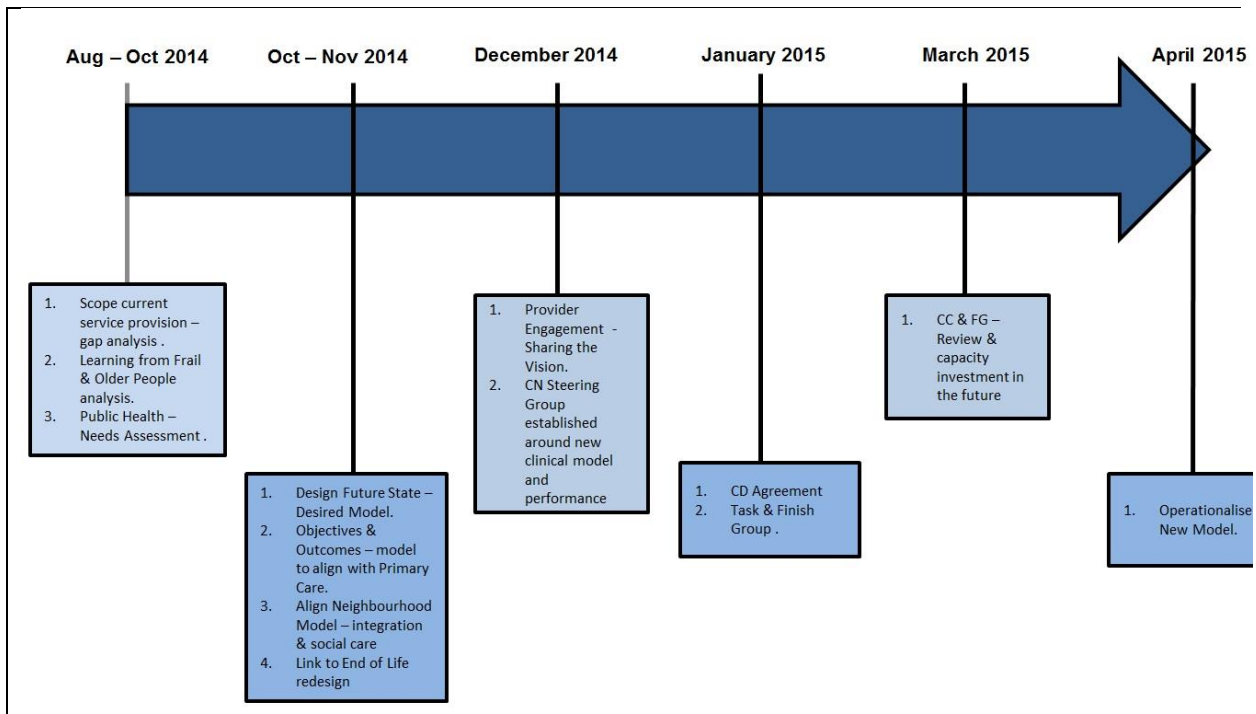 Aug – Oct 2014
Oct – Nov 2014
December 2014
January 2015
March 2015
April 2015
1. Scope current
service provision –
gap analysis .
2. Learning from Frail
& Older People
analysis.
3. Public Health –
Needs Assessment .
1. Design Future State –
Desired Model.
2. Objectives &
Outcomes – model
to align with Primary
Care.
3. Align Neighbourhood
Model – integration
& social care
4. Link to End of Life
redesign
1. Provider
Engagement -
Sharing the
Vision.
2. CN Steering
Group
established
around new
clinical model
and
performance
1. CD Agreement
2. Task & Finish
Group .
1. CC & FG –
Review &
capacity
investment in
the future
1. Operationalise
New Model.